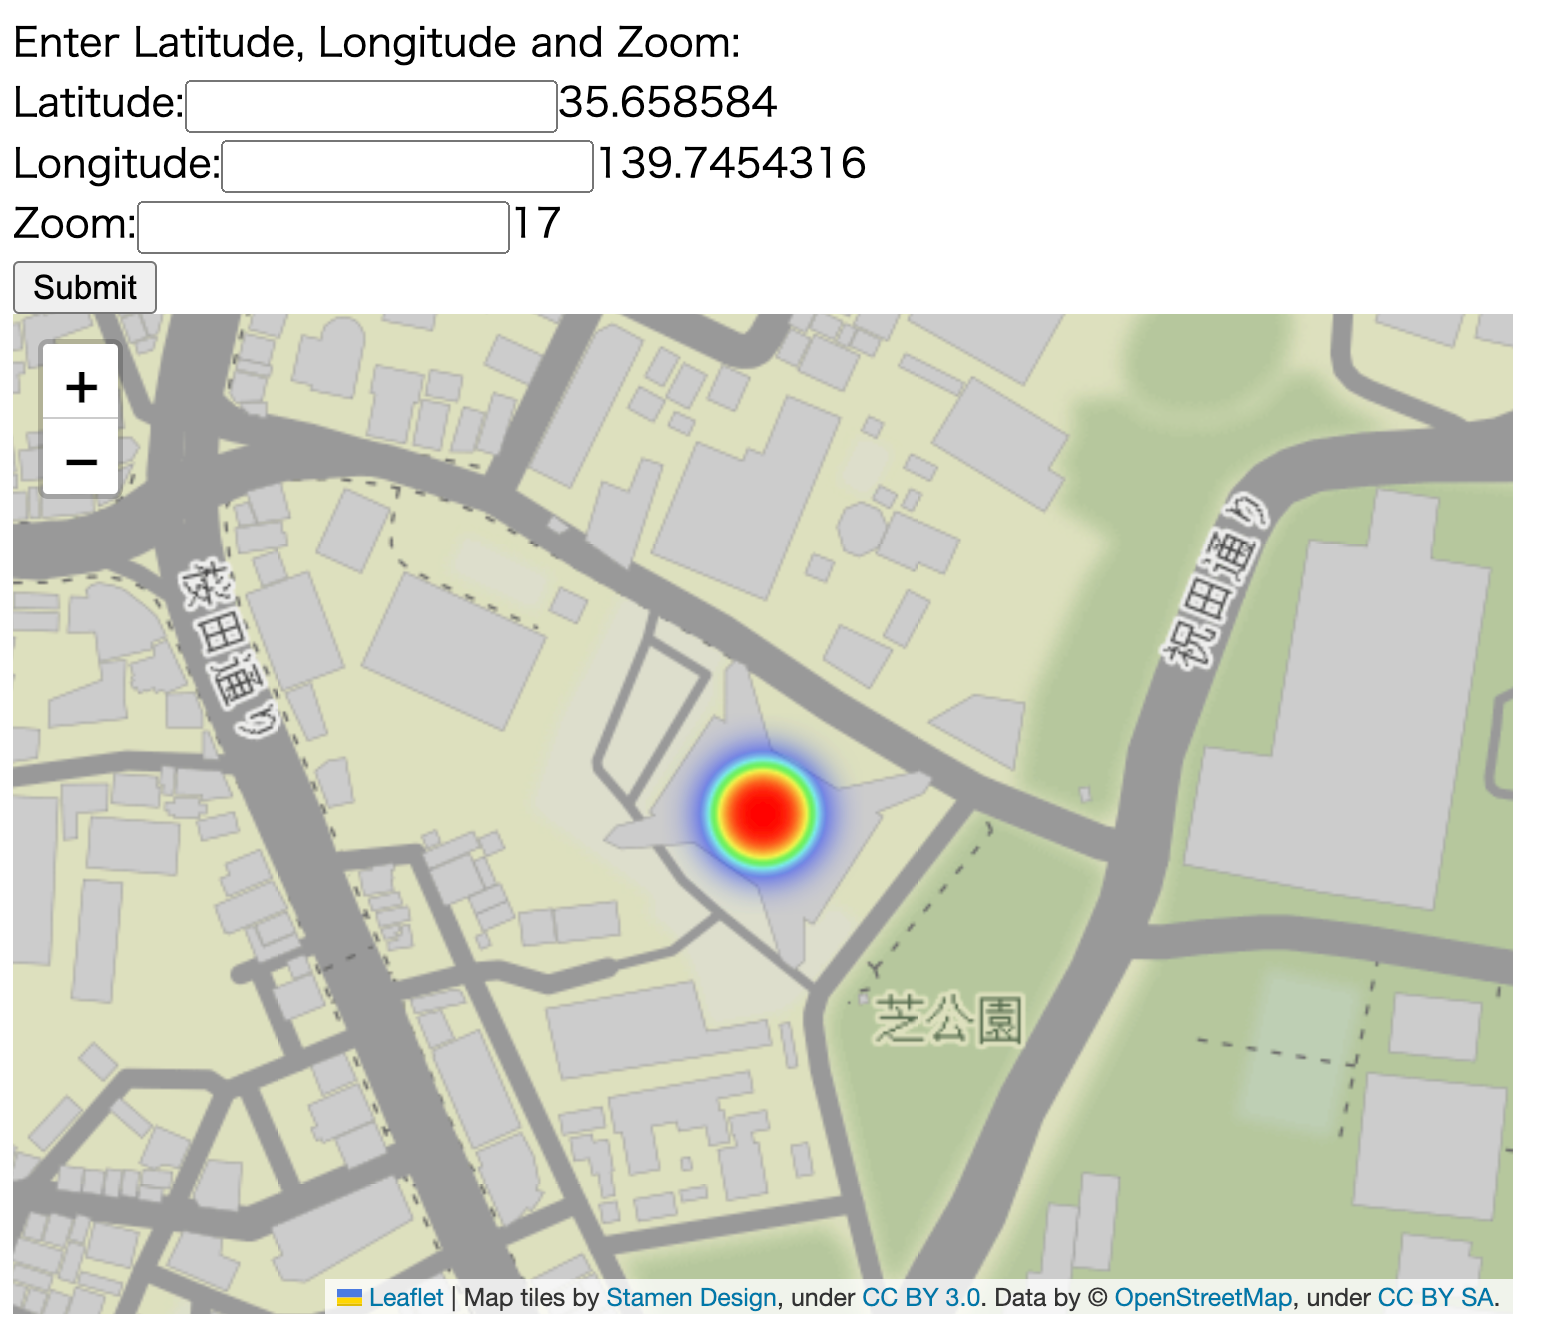 Enter Latitude, Longitude and Zoom:
Latitude:35.658584
Longitude:139.7454316
Zoom:17
Submit
+
−
桜田通り
祝田通り
芝公園
Leaflet | Map tiles by Stamen Design, under CC BY 3.0. Data by © OpenStreetMap, under CC BY SA.